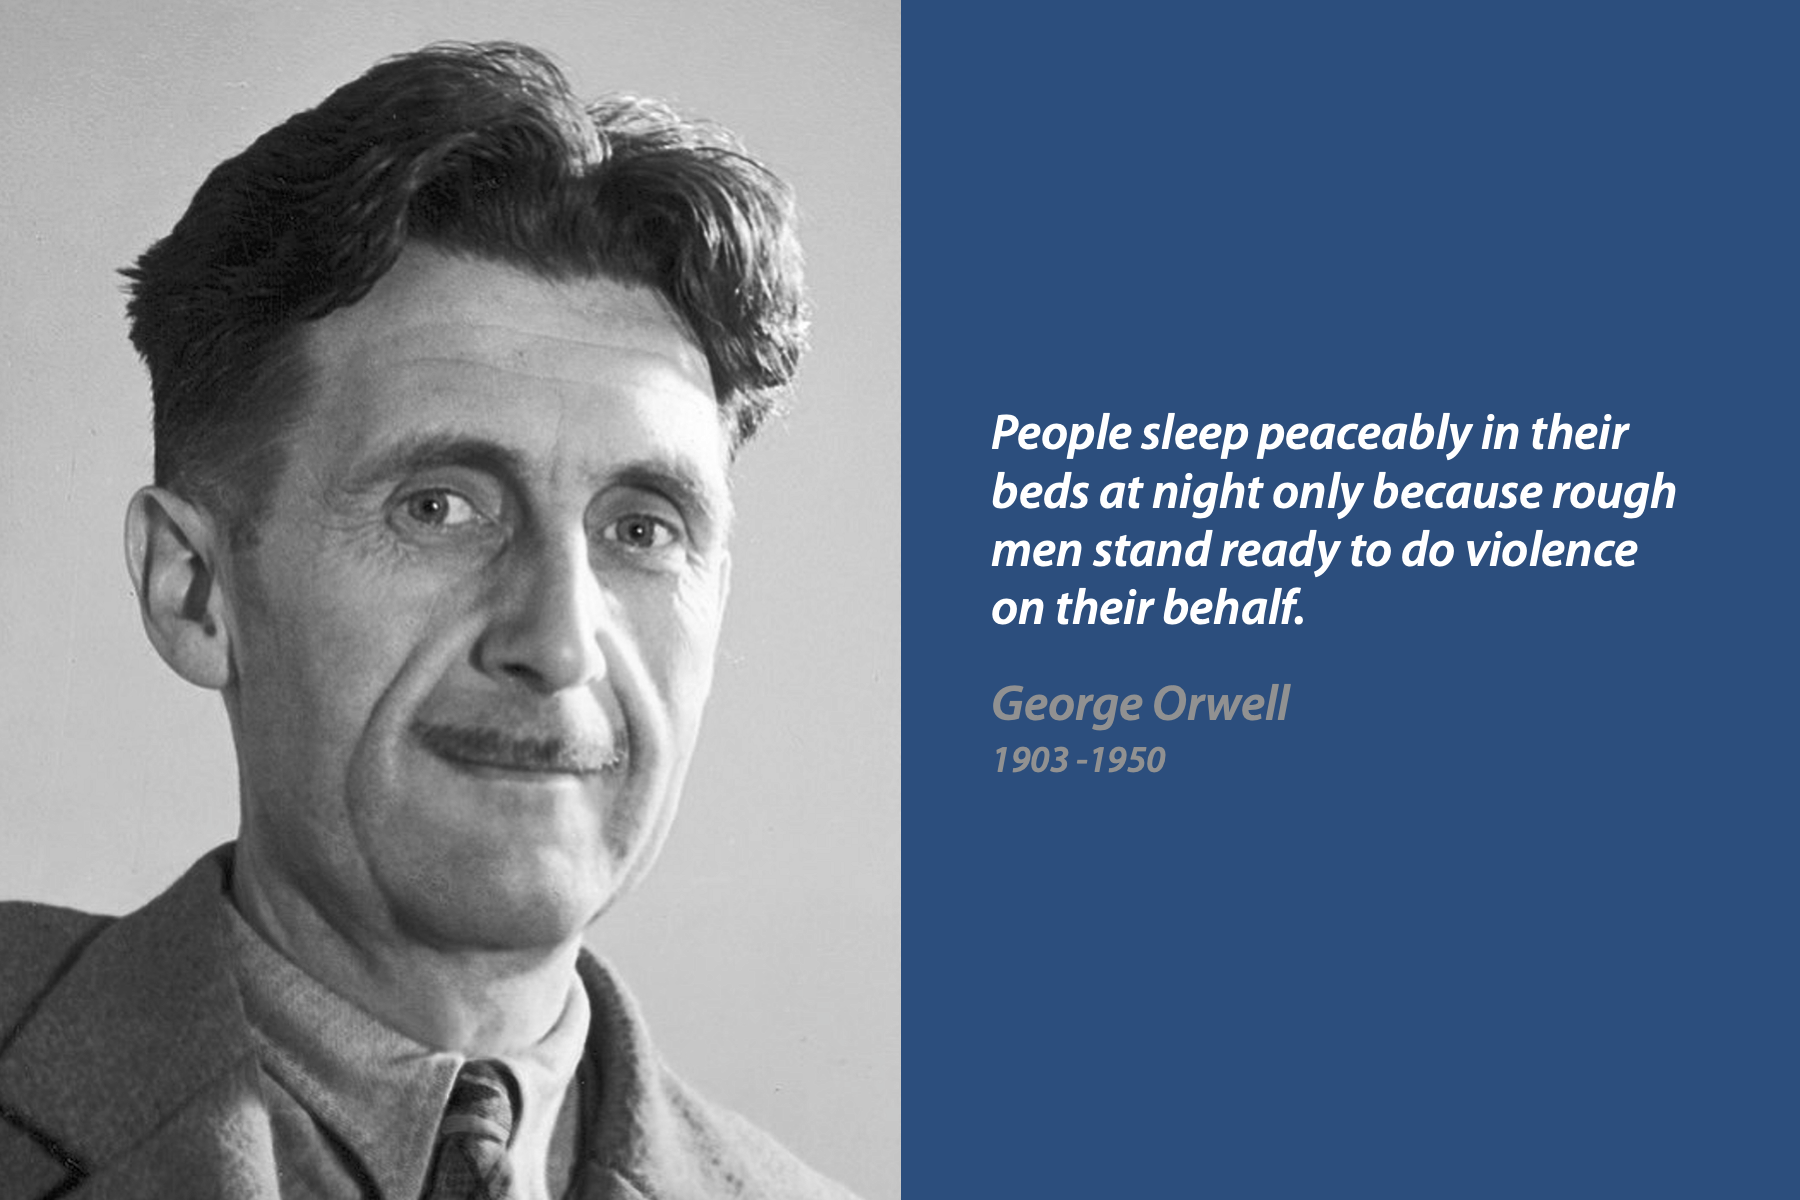 People sleep peaceably in their
beds at night only because rough
men stand ready to do violence
on their behalf.
George Orwell
1903 -1950